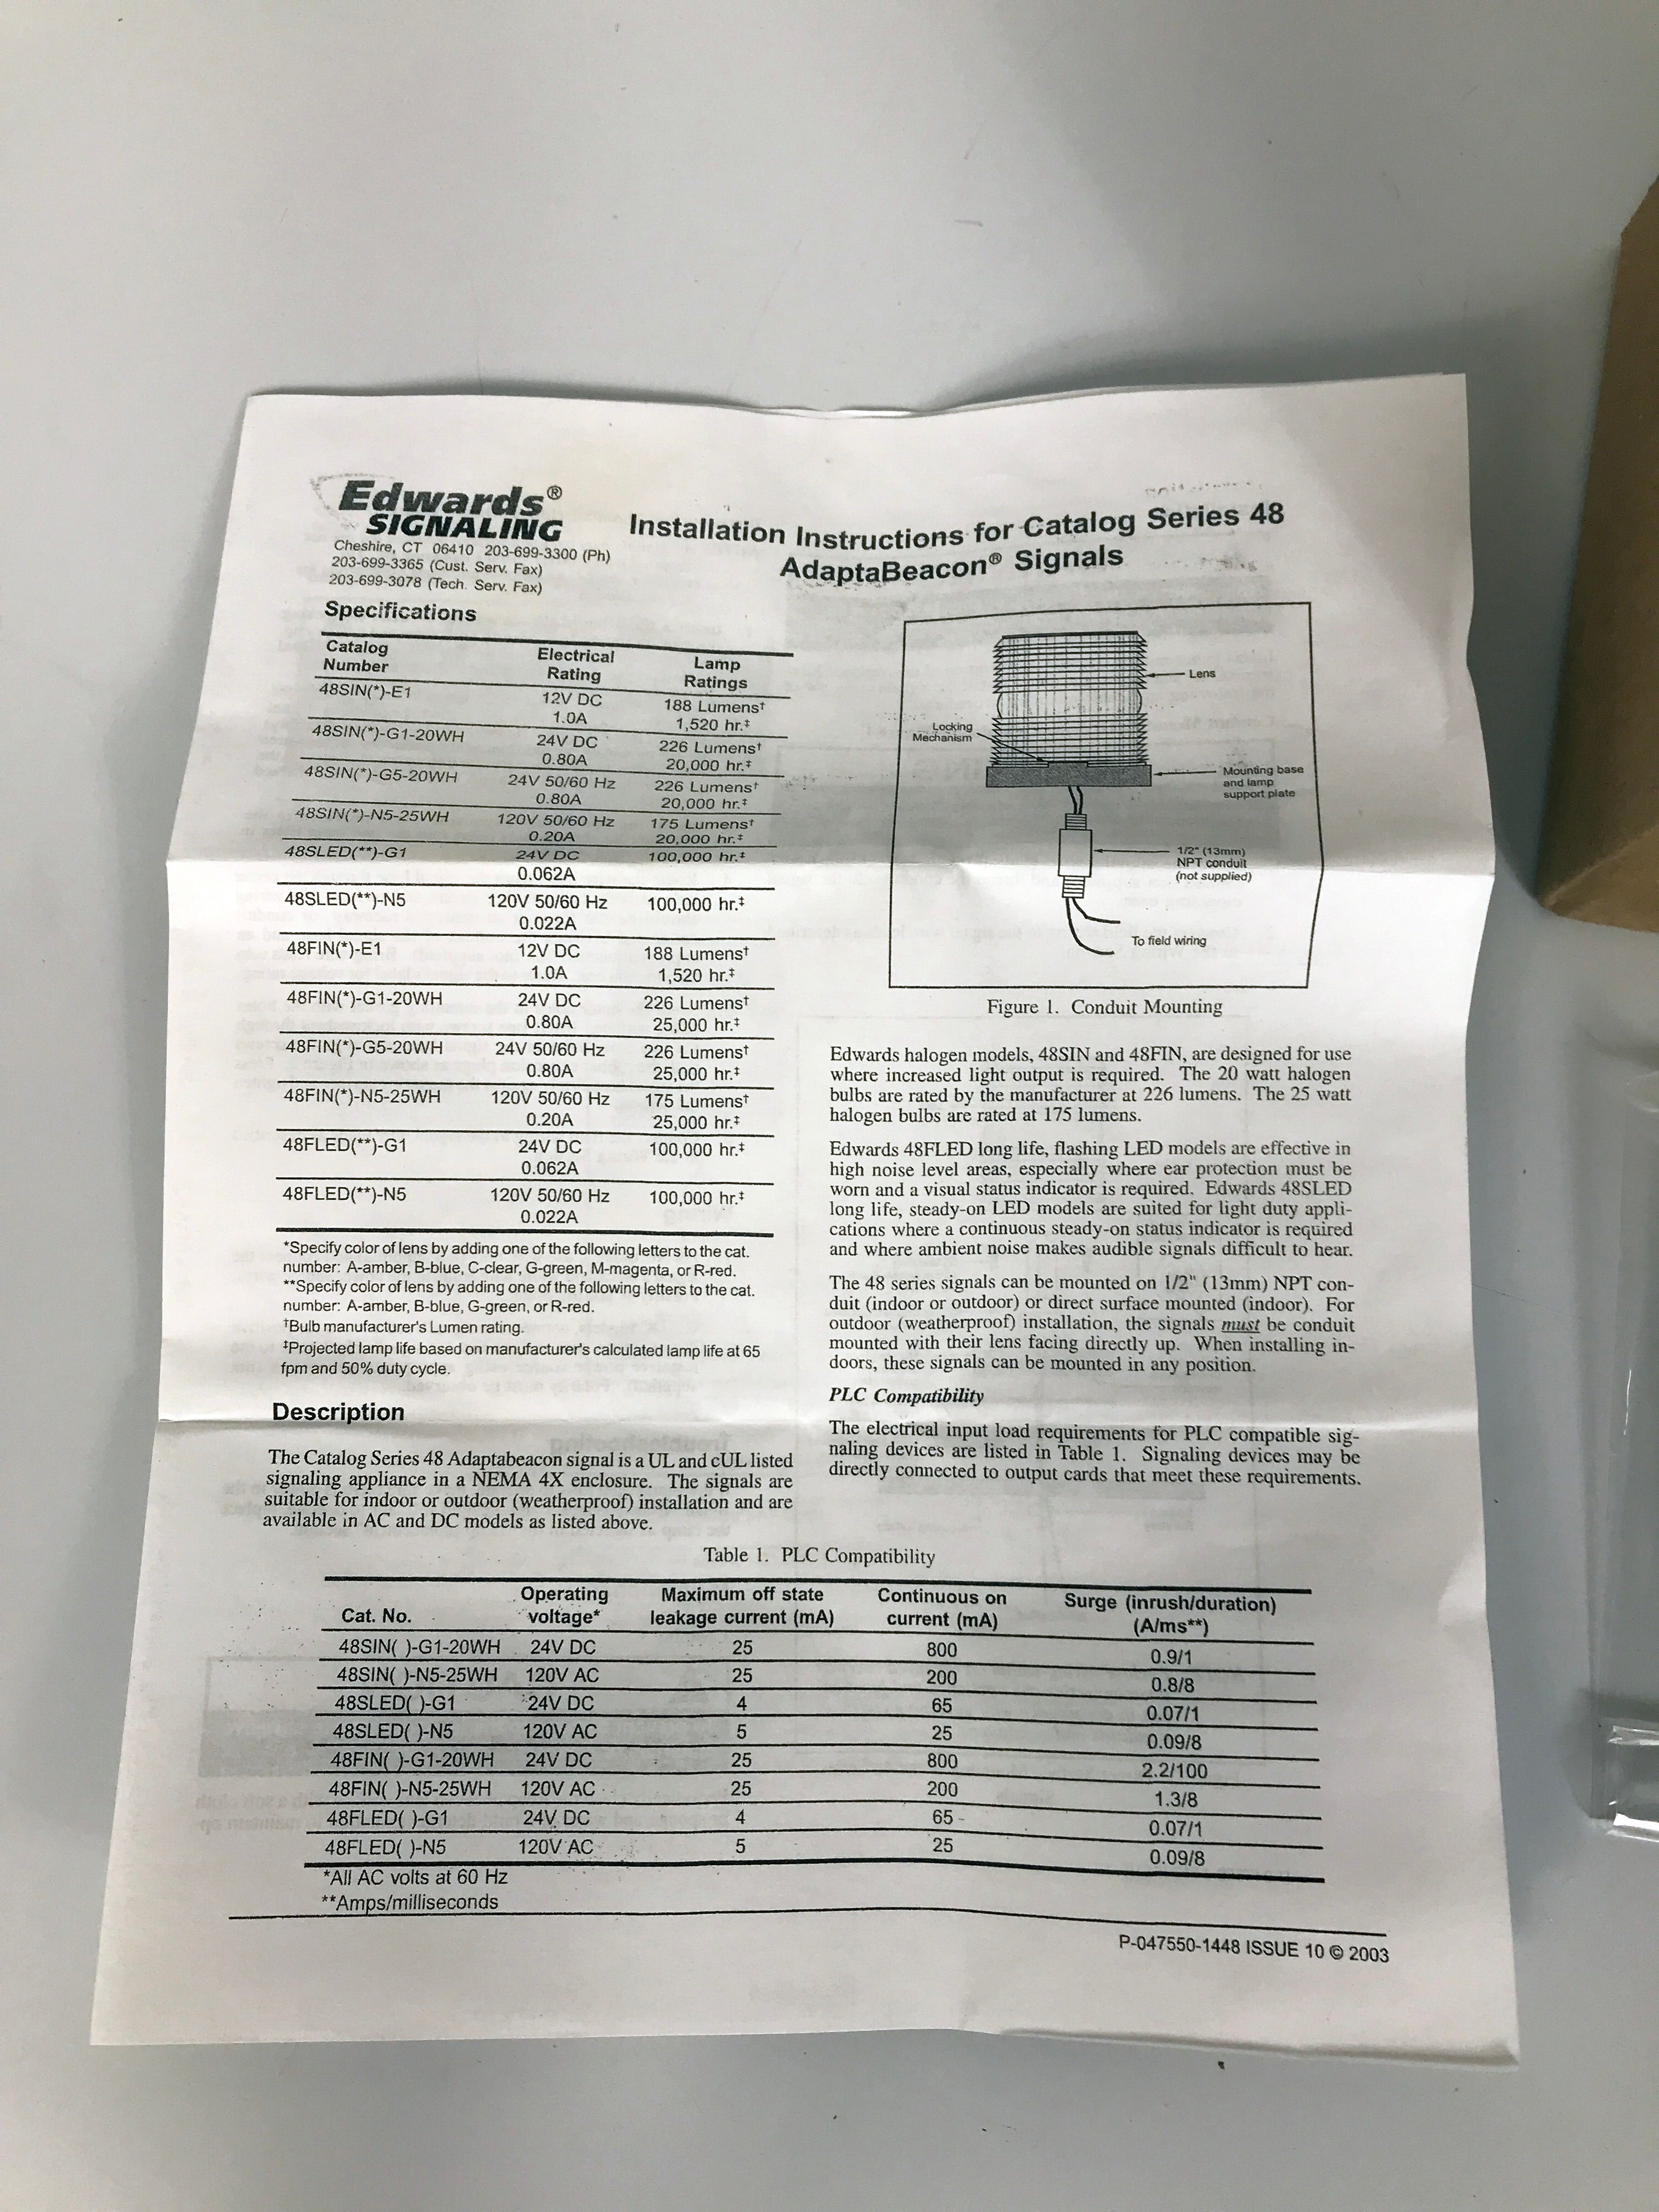 Edwards®
SIGNALING
Cheshire, CT 06410 203-699-3300 (Ph)
203-699-3365 (Cust. Serv. Fax)
203-699-3078 (Tech. Serv. Fax)
Installation Instructions for Catalog Series 48
AdaptaBeacon® Signals
Specifications
Catalog Number Electrical Rating Lamp Ratings
48SIN(*)-E1 12V DC 188 Lumens†
1.0A 1,520 hr.‡
48SIN(*)-G1-20WH 24V DC 226 Lumens†
0.80A 20,000 hr.‡
48SIN(*)-G5-20WH 24V 50/60 Hz 226 Lumens†
0.80A 20,000 hr.‡
48SIN(*)-N5-25WH 120V 50/60 Hz 175 Lumens†
0.20A 20,000 hr.‡
48SLED(**)-G1 24V DC 100,000 hr.‡
0.062A
48SLED(**)-N5 120V 50/60 Hz 100,000 hr.‡
0.022A
48FIN(*)-E1 12V DC 188 Lumens†
1.0A 1,520 hr.‡
48FIN(*)-G1-20WH 24V DC 226 Lumens†
0.80A 25,000 hr.‡
48FIN(*)-G5-20WH 24V 50/60 Hz 226 Lumens†
0.80A 25,000 hr.‡
48FIN(*)-N5-25WH 120V 50/60 Hz 175 Lumens†
0.20A 25,000 hr.‡
48FLED(**)-G1 24V DC 100,000 hr.‡
0.062A
48FLED(**)-N5 120V 50/60 Hz 100,000 hr.‡
0.022A
*Specify color of lens by adding one of the following letters to the cat.
number: A-amber, B-blue, C-clear, G-green, M-magenta, or R-red.
**Specify color of lens by adding one of the following letters to the cat.
number: A-amber, B-blue, G-green, or R-red.
†Bulb manufacturer's Lumen rating.
‡Projected lamp life based on manufacturer's calculated lamp life at 65
fpm and 50% duty cycle.
Description
The Catalog Series 48 Adaptabeacon signal is a UL and cUL listed
signaling appliance in a NEMA 4X enclosure. The signals are
suitable for indoor or outdoor (weatherproof) installation and are
available in AC and DC models as listed above.
Lens
Locking
Mechanism
Mounting base
and lamp
support plate
1/2" (13mm)
NPT conduit
(not supplied)
To field wiring
Figure 1. Conduit Mounting
Edwards halogen models, 48SIN and 48FIN, are designed for use
where increased light output is required. The 20 watt halogen
bulbs are rated by the manufacturer at 226 lumens. The 25 watt
halogen bulbs are rated at 175 lumens.
Edwards 48FLED long life, flashing LED models are effective in
high noise level areas, especially where ear protection must be
worn and a visual status indicator is required. Edwards 48SLED
long life, steady-on LED models are suited for light duty appli-
cations where a continuous steady-on status indicator is required
and where ambient noise makes audible signals difficult to hear.
The 48 series signals can be mounted on 1/2" (13mm) NPT con-
duit (indoor or outdoor) or direct surface mounted (indoor). For
outdoor (weatherproof) installation, the signals must be conduit
mounted with their lens facing directly up. When installing in-
doors, these signals can be mounted in any position.
PLC Compatibility
The electrical input load requirements for PLC compatible sig-
naling devices are listed in Table 1. Signaling devices may be
directly connected to output cards that meet these requirements.
Table 1. PLC Compatibility
Cat. No. Operating voltage* Maximum off state leakage current (mA) Continuous on current (mA) Surge (inrush/duration) (A/ms**)
48SIN( )-G1-20WH 24V DC 25 800 0.9/1
48SIN( )-N5-25WH 120V AC 25 200 0.8/8
48SLED( )-G1 24V DC 4 65 0.07/1
48SLED( )-N5 120V AC 5 25 0.09/8
48FIN( )-G1-20WH 24V DC 25 800 2.2/100
48FIN( )-N5-25WH 120V AC 25 200 1.3/8
48FLED( )-G1 24V DC 4 65 0.07/1
48FLED( )-N5 120V AC 5 25 0.09/8
*All AC volts at 60 Hz
**Amps/milliseconds
P-047550-1448 ISSUE 10 © 2003